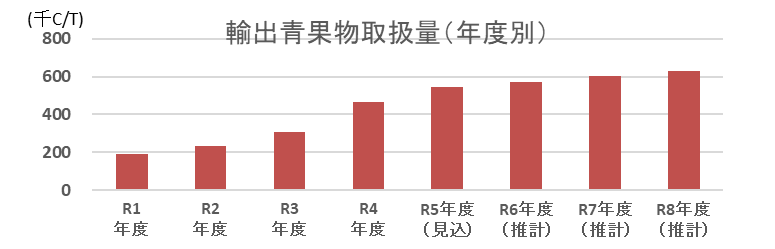 (千C/T)
輸出青果物取扱量(年度別)
800
600
400
200
0
R1 R2 R3 R4 R5年度 R6年度 R7年度 R8年度
年度 年度 年度 年度 (見込) (推計) (推計) (推計)